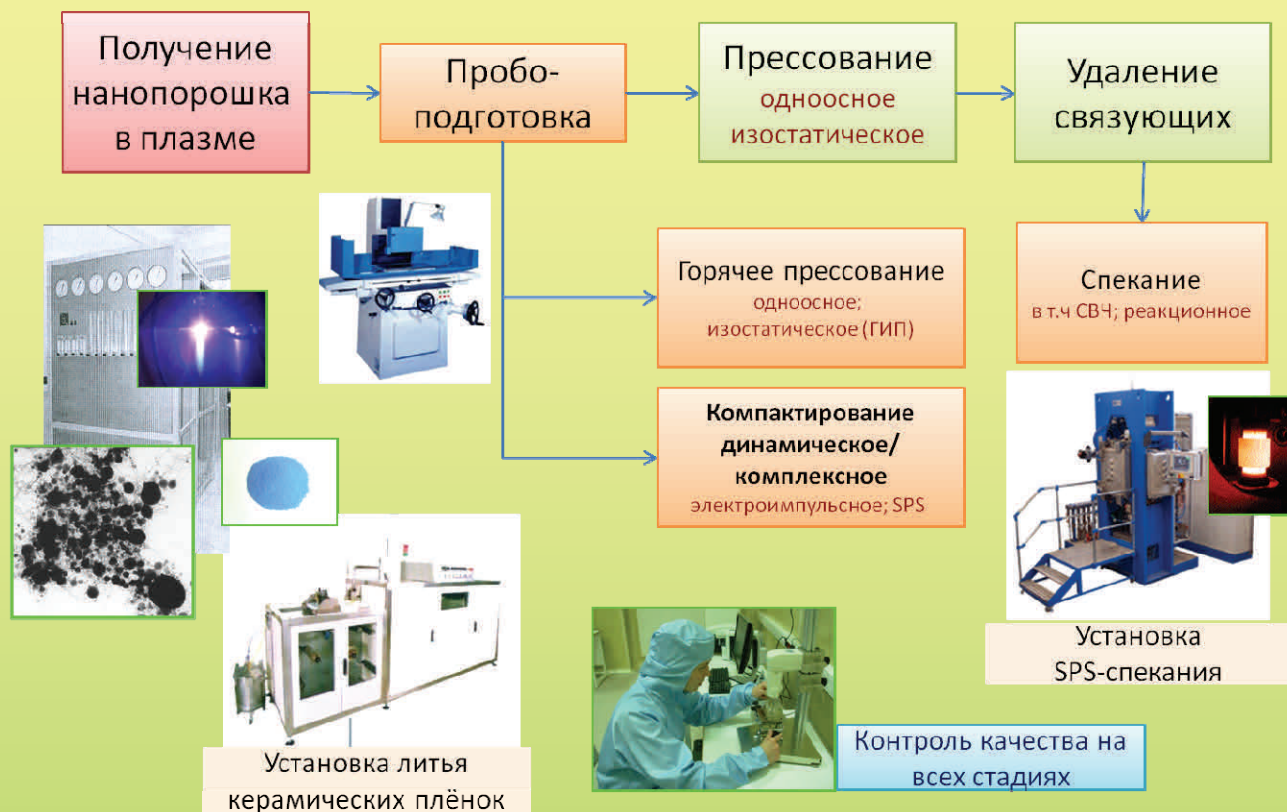 Получение
нанопорошка
в плазме
Пробо-
подготовка
Прессование
одноосное
изостатическое
Удаление
связующих
Горячее прессование
одноосное;
изостатическое (ГИП)
Спекание
в т.ч СВЧ; реакционное
Компактирование
динамическое/
комплексное
электроимпульсное; SPS
Установка
SPS-спекания
Контроль качества на
всех стадиях
Установка литья
керамических плёнок